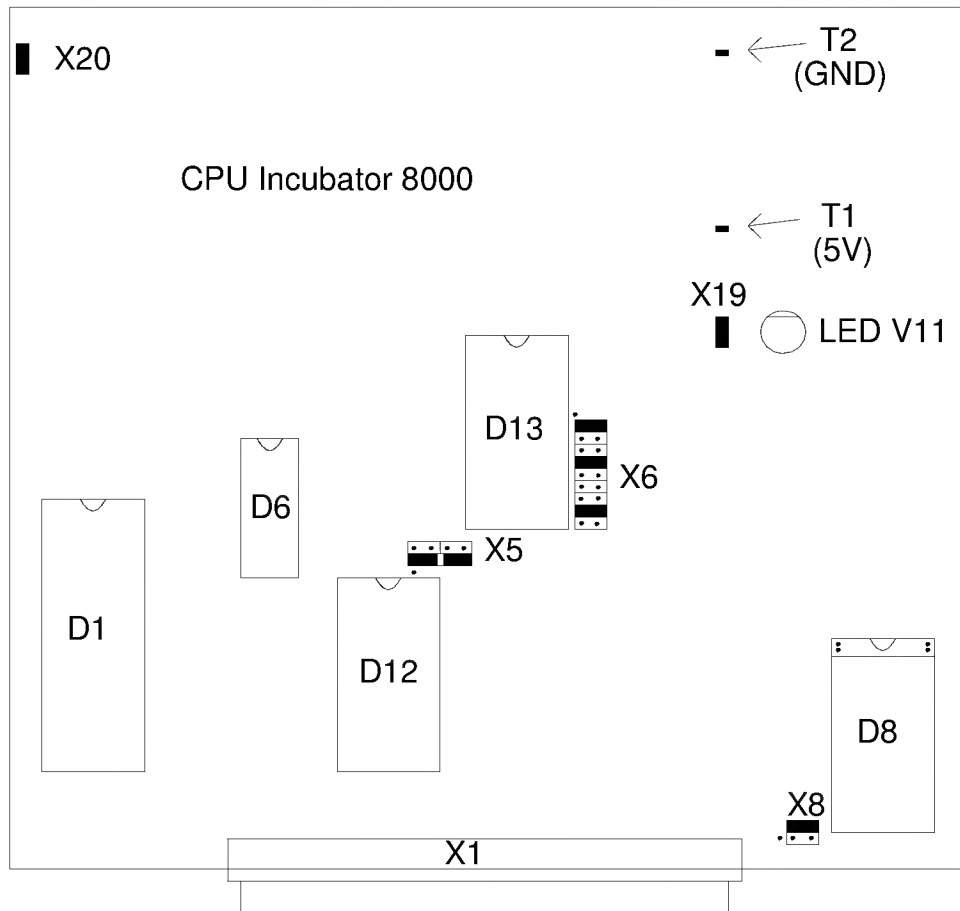 X20
T2
(GND)
CPU Incubator 8000
T1
(5V)
X19
LED V11
D13
X6
D6
X5
D1
D12
D8
X8
X1